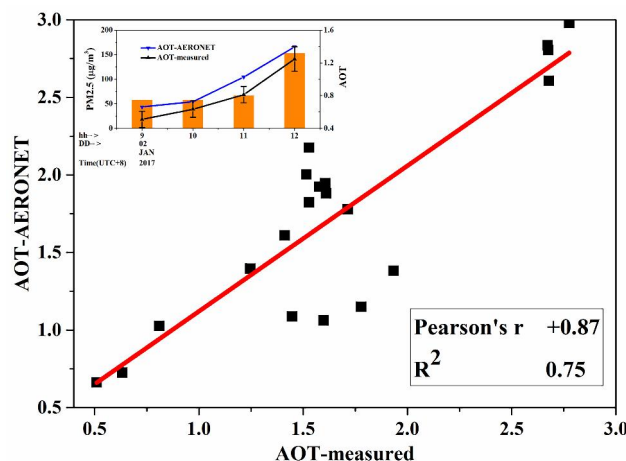 3.0
2.5
2.0
1.5
1.0
0.5
AOT-AERONET
200
150
100
50
0
PM2.5 (μg/m³)
AOT-AERONET
AOT-measured
1.6
1.2
0.8
0.4
AOT
hh-->
9
10
11
12
DD-->
02
JAN
Time(UTC+8)
2017
Pearson's r +0.87
R² 0.75
0.5
1.0
1.5
2.0
2.5
3.0
AOT-measured